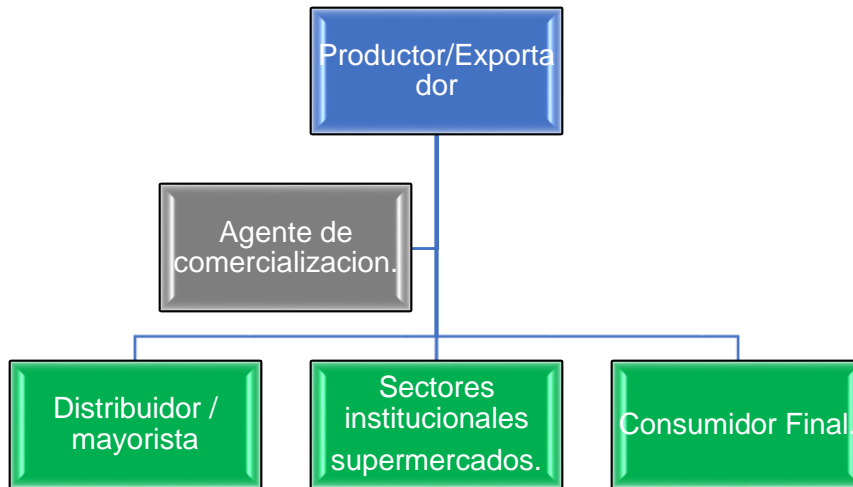 Productor/Exporta
dor
Agente de
comercializacion.
Distribuidor /
mayorista
Sectores
institucionales
supermercados.
Consumidor Final.